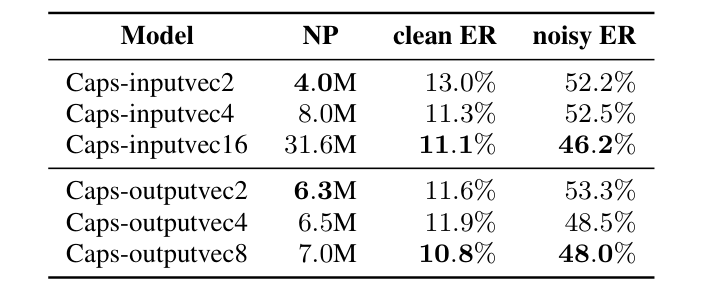 Model NP clean ER noisy ER
Caps-inputvec2 4.0M 13.0% 52.2%
Caps-inputvec4 8.0M 11.3% 52.5%
Caps-inputvec16 31.6M 11.1% 46.2%
Caps-outputvec2 6.3M 11.6% 53.3%
Caps-outputvec4 6.5M 11.9% 48.5%
Caps-outputvec8 7.0M 10.8% 48.0%